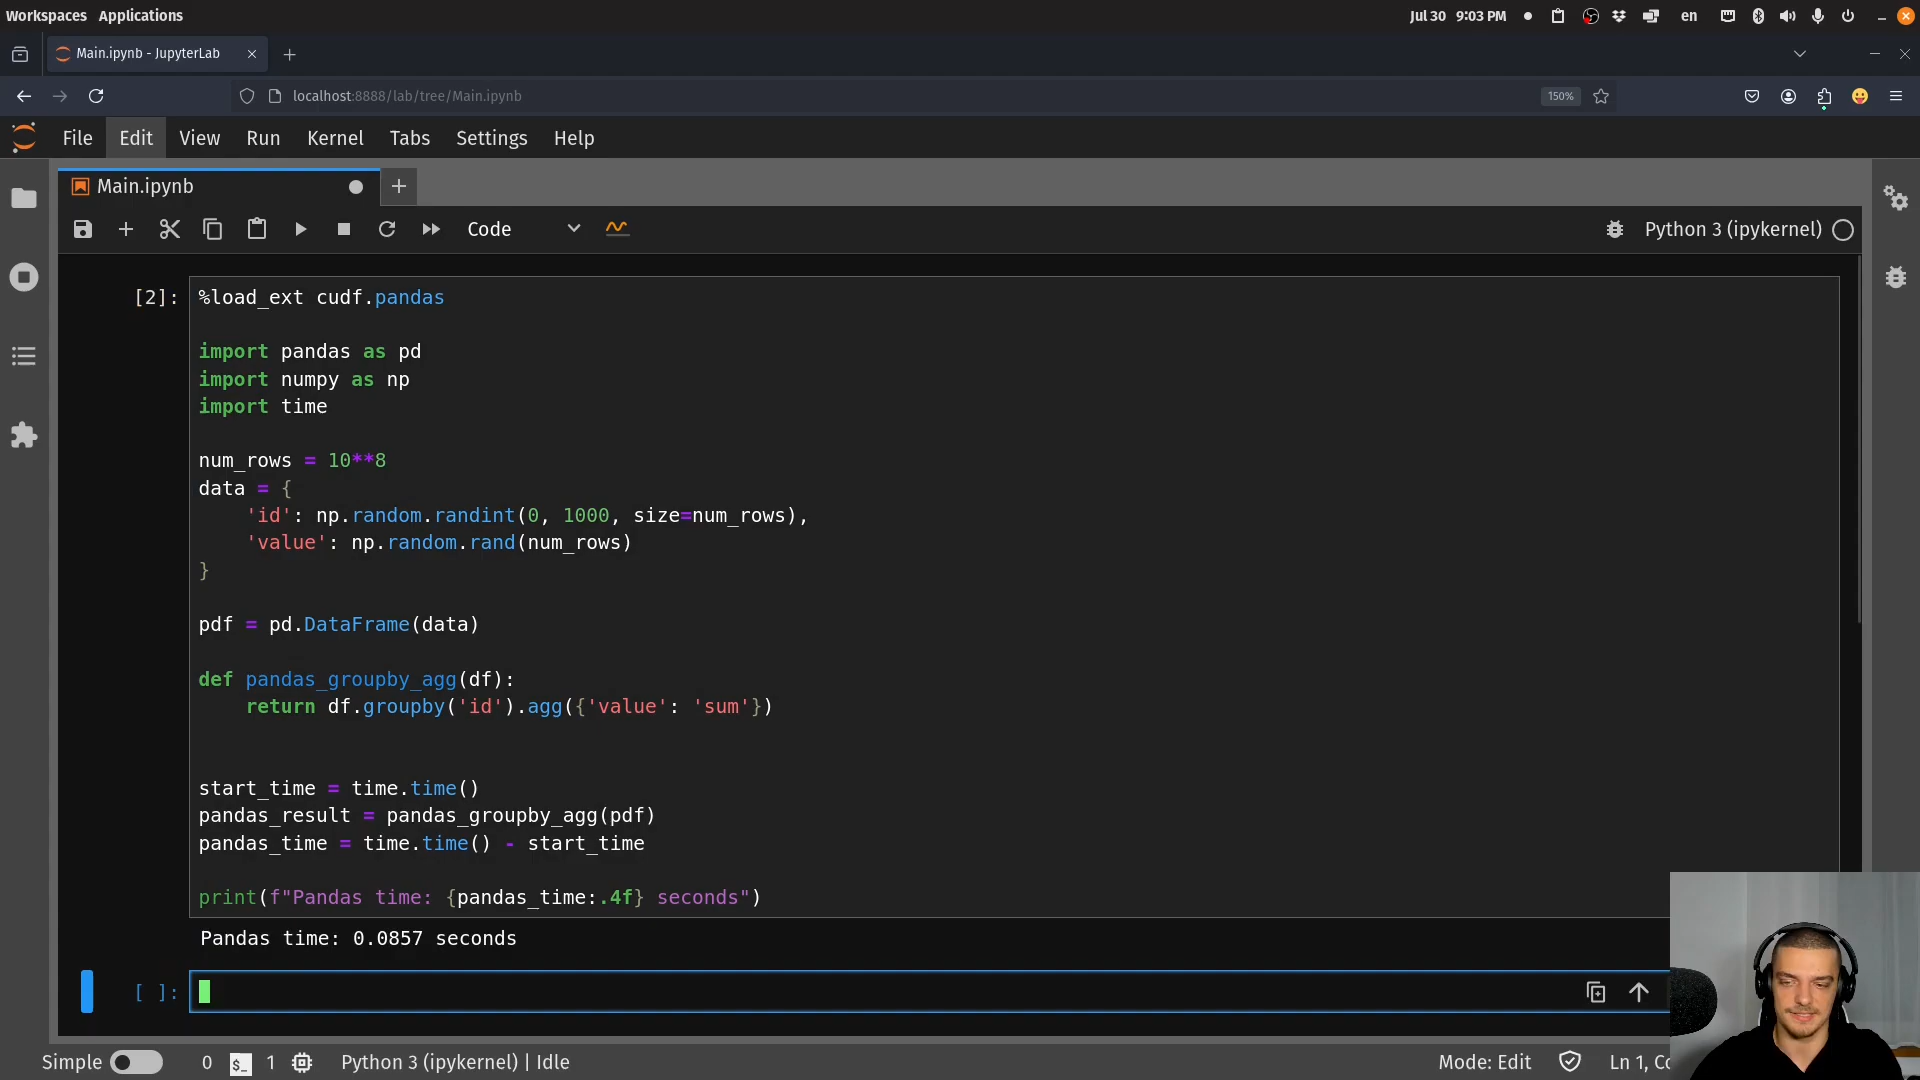 Workspaces Applications
Jul 30 9:03 PM en
Main.ipynb - JupyterLab
localhost:8888/lab/tree/Main.ipynb 150%
File Edit View Run Kernel Tabs Settings Help
Main.ipynb
Code Python 3 (ipykernel)
[2]: %load_ext cudf.pandas
import pandas as pd
import numpy as np
import time
num_rows = 10**8
data = {
    'id': np.random.randint(0, 1000, size=num_rows),
    'value': np.random.rand(num_rows)
}
pdf = pd.DataFrame(data)
def pandas_groupby_agg(df):
    return df.groupby('id').agg({'value': 'sum'})
start_time = time.time()
pandas_result = pandas_groupby_agg(pdf)
pandas_time = time.time() - start_time
print(f"Pandas time: {pandas_time:.4f} seconds")
Pandas time: 0.0857 seconds
[ ]:
Simple 0 $_ 1 Python 3 (ipykernel) | Idle Mode: Edit Ln 1,